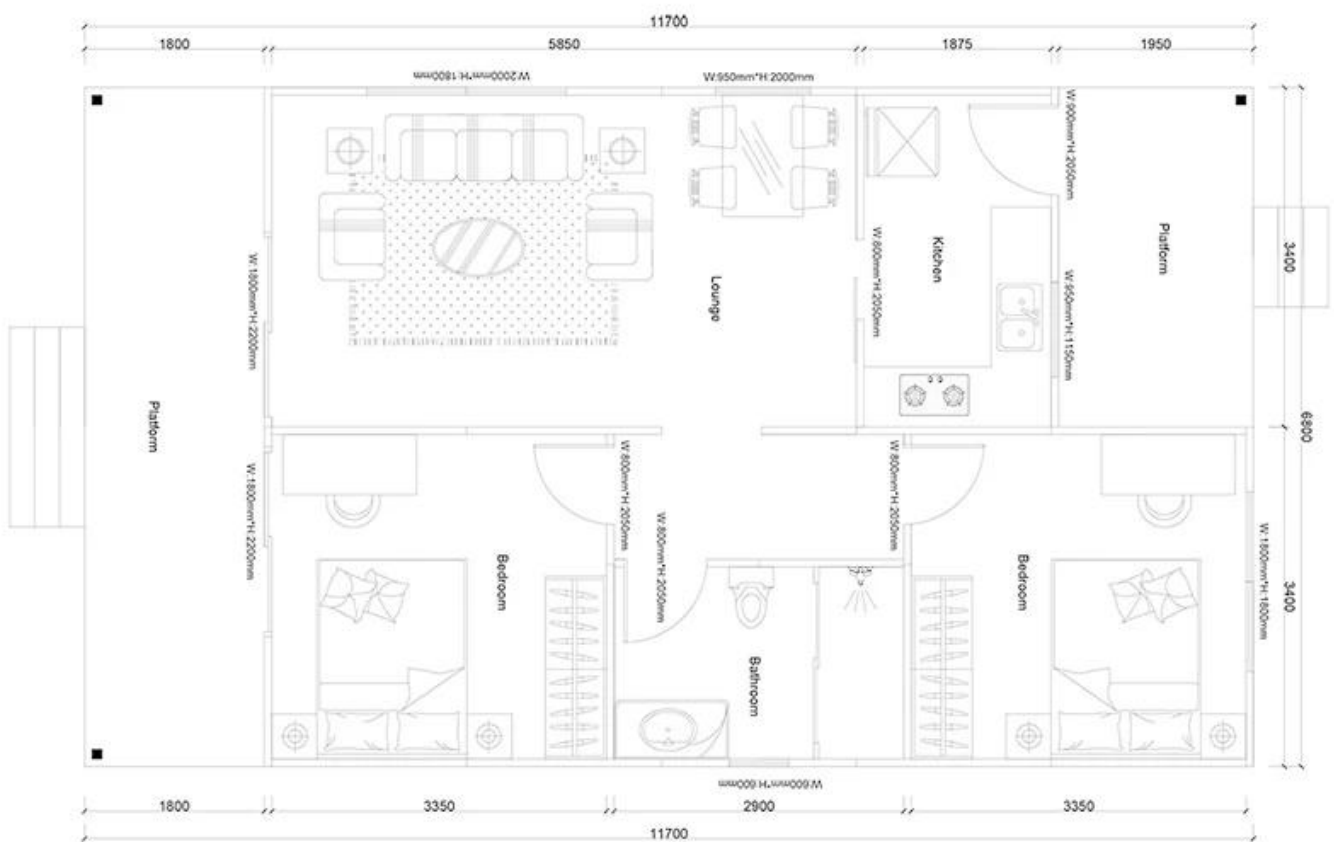 11700
1800
5850
1875
1950
W:2000mm*H:1800mm
W:950mm*H:2000mm
W:900mm*H:2050mm
Platform
3400
Kitchen
W:800mm*H:2050mm
W:950mm*H:1150mm
Lounge
W:1800mm*H:2200mm
Platform
6800
W:1800mm*H:2200mm
W:800mm*H:2050mm
W:800mm*H:2050mm
W:800mm*H:2050mm
Bedroom
Bedroom
W:1800mm*H:1800mm
3400
Bathroom
W:600mm*H:600mm
1800
3350
2900
3350
11700